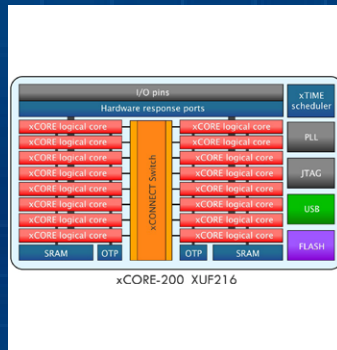 I/O pins
Hardware response ports
xTIME
scheduler
xCORE logical core
xCORE logical core
xCORE logical core
xCORE logical core
xCORE logical core
xCORE logical core
xCORE logical core
xCORE logical core
SRAM
OTP
xCONNECT Switch
xCORE logical core
xCORE logical core
xCORE logical core
xCORE logical core
xCORE logical core
xCORE logical core
xCORE logical core
xCORE logical core
OTP
SRAM
PLL
JTAG
USB
FLASH
xCORE-200 XUF216